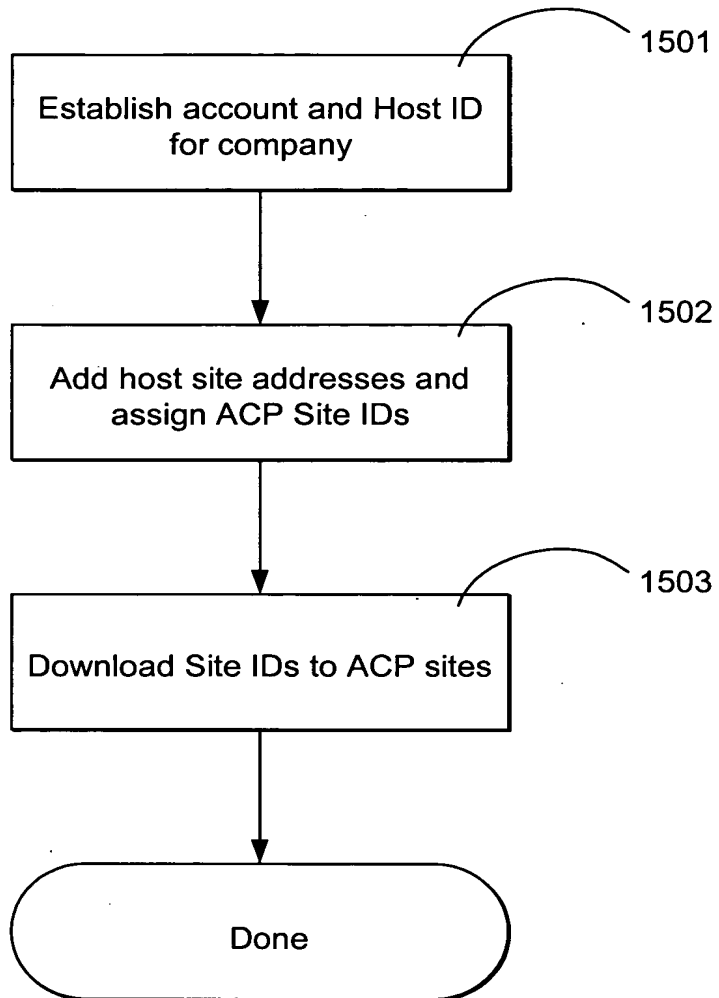 1501
Establish account and Host ID
for company
1502
Add host site addresses and
assign ACP Site IDs
1503
Download Site IDs to ACP sites
Done